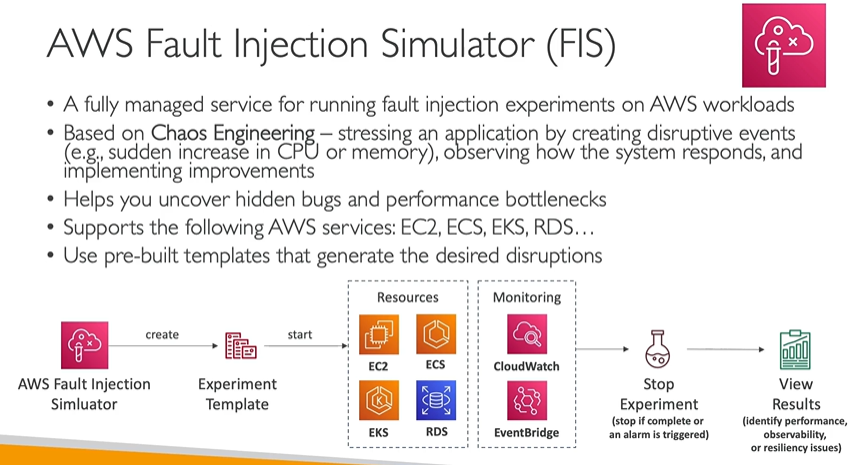 AWS Fault Injection Simulator (FIS)
• A fully managed service for running fault injection experiments on AWS workloads
• Based on Chaos Engineering – stressing an application by creating disruptive events
(e.g., sudden increase in CPU or memory), observing how the system responds, and
implementing improvements
• Helps you uncover hidden bugs and performance bottlenecks
• Supports the following AWS services: EC2, ECS, EKS, RDS…
• Use pre-built templates that generate the desired disruptions
AWS Fault Injection
Simluator
create
Experiment
Template
start
Resources
EC2
ECS
EKS
RDS
Monitoring
CloudWatch
EventBridge
Stop
Experiment
(stop if complete or
an alarm is triggered)
View
Results
(identify performance,
observability,
or resiliency issues)